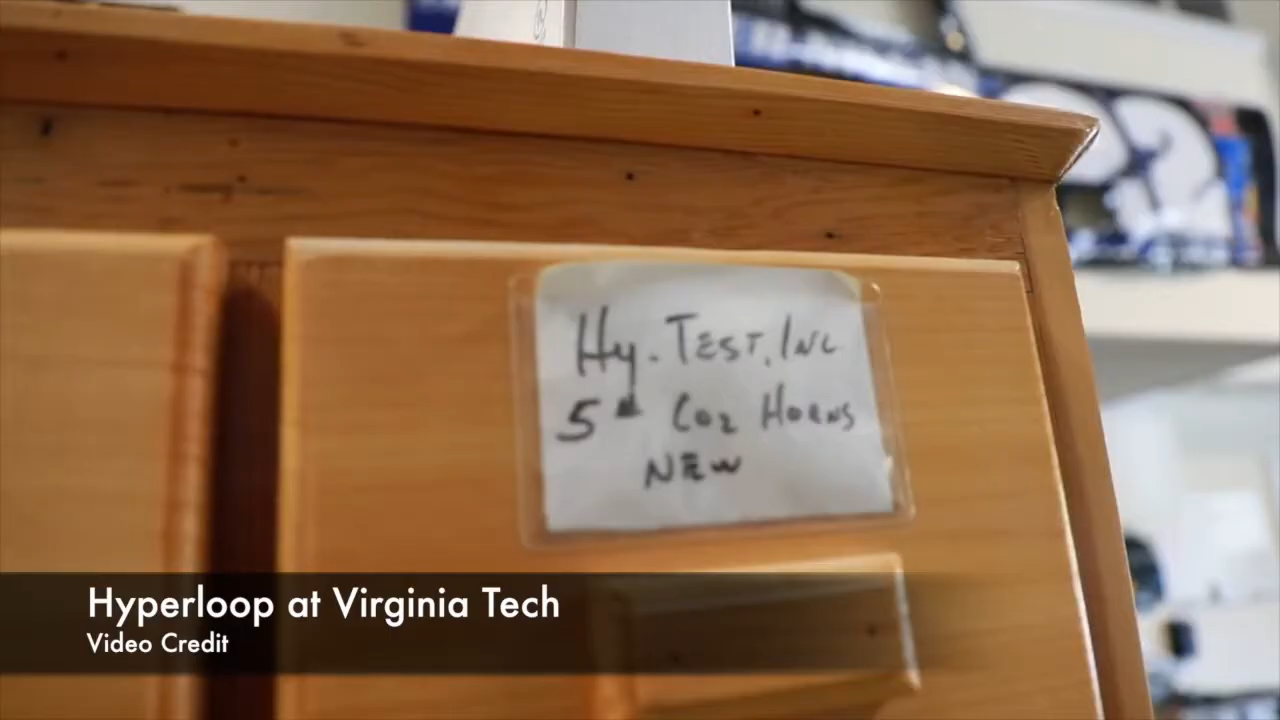 Hy-TEST, INC
5# CO2 HORNS
NEW
Hyperloop at Virginia Tech
Video Credit